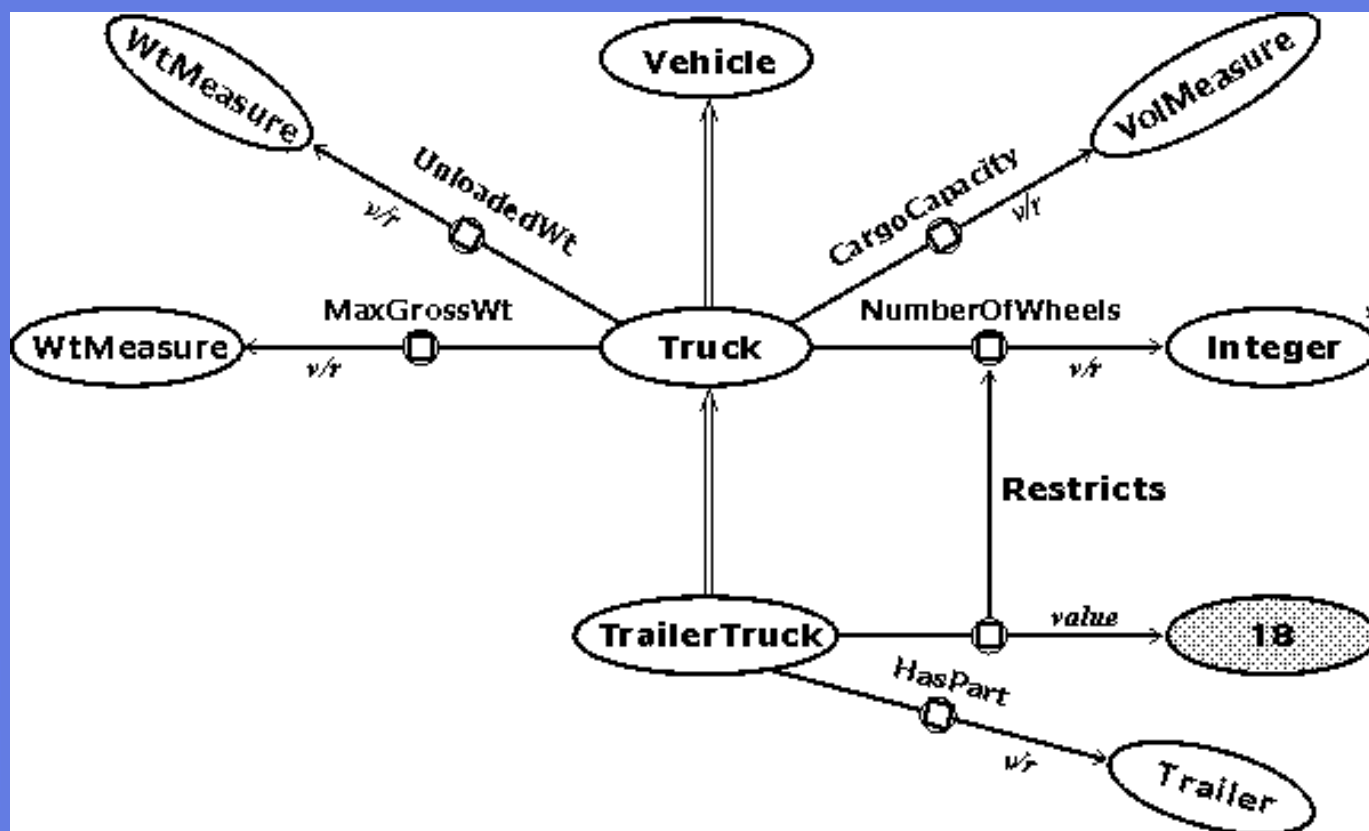 WtMeasure
Vehicle
VolMeasure
UnloadedWt
CargoCapacity
v/r
v/r
MaxGrossWt
NumberOfWheels
WtMeasure
Truck
Integer
v/r
v/r
Restricts
TrailerTruck
value
18
HasPart
v/r
Trailer